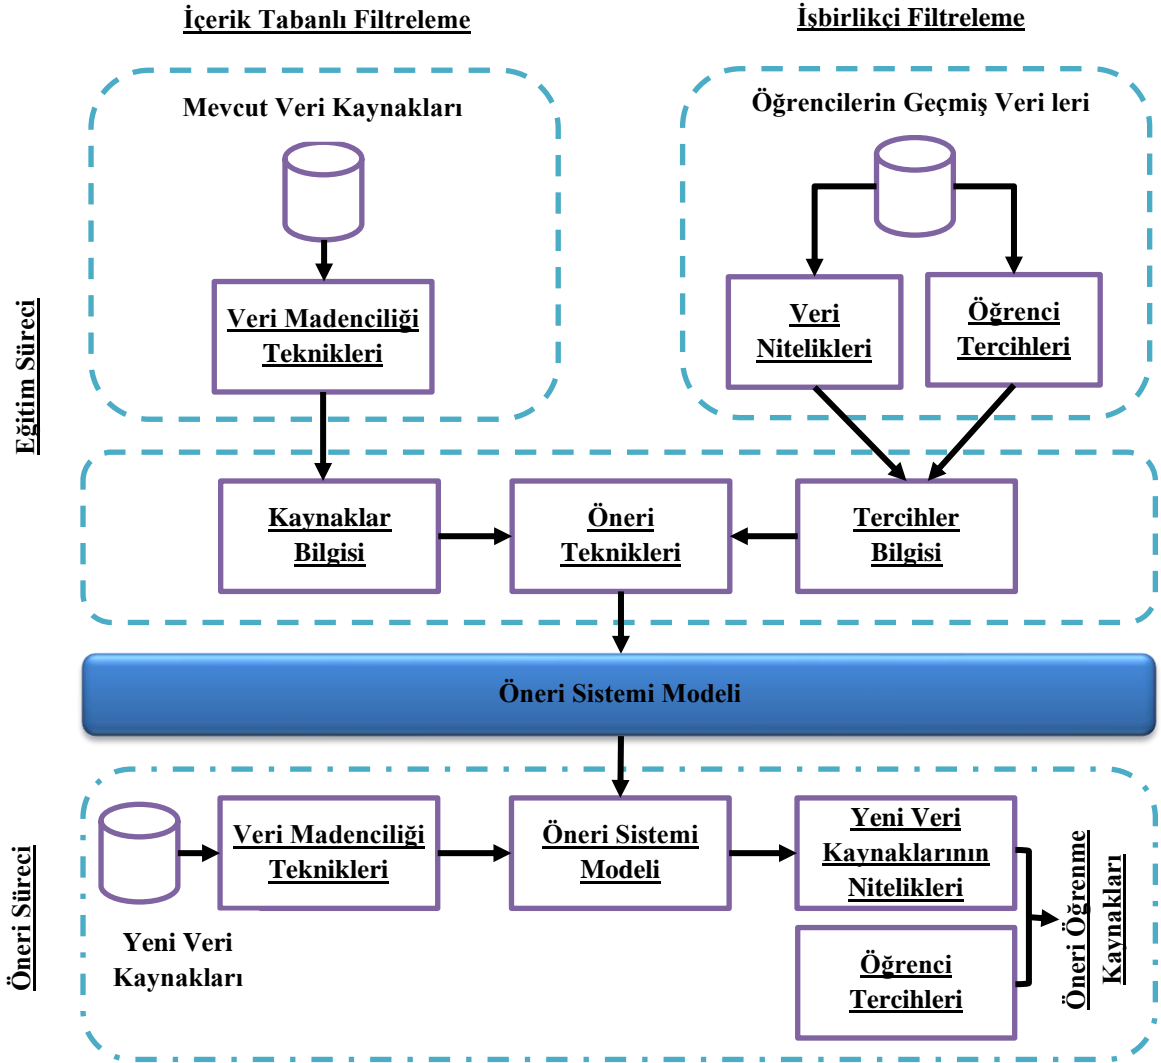 İçerik Tabanlı Filtreleme
İşbirlikçi Filtreleme
Mevcut Veri Kaynakları
Öğrencilerin Geçmiş Veri leri
Eğitim Süreci
Veri Madenciliği
Teknikleri
Veri
Nitelikleri
Öğrenci
Tercihleri
Kaynaklar
Bilgisi
Öneri
Teknikleri
Tercihler
Bilgisi
Öneri Sistemi Modeli
Öneri Süreci
Yeni Veri
Kaynakları
Veri Madenciliği
Teknikleri
Öneri Sistemi
Modeli
Yeni Veri
Kaynaklarının
Nitelikleri
Öğrenci
Tercihleri
Öneri Öğrenme
Kaynakları